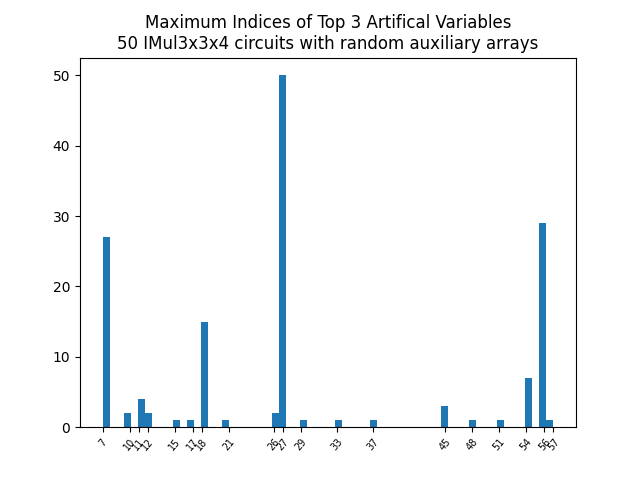 Maximum Indices of Top 3 Artifical Variables
50 IMul3x3x4 circuits with random auxiliary arrays
50
40
30
20
10
0
7 10 11 12 15 17 18 21 26 27 29 33 37 45 48 51 54 56 57